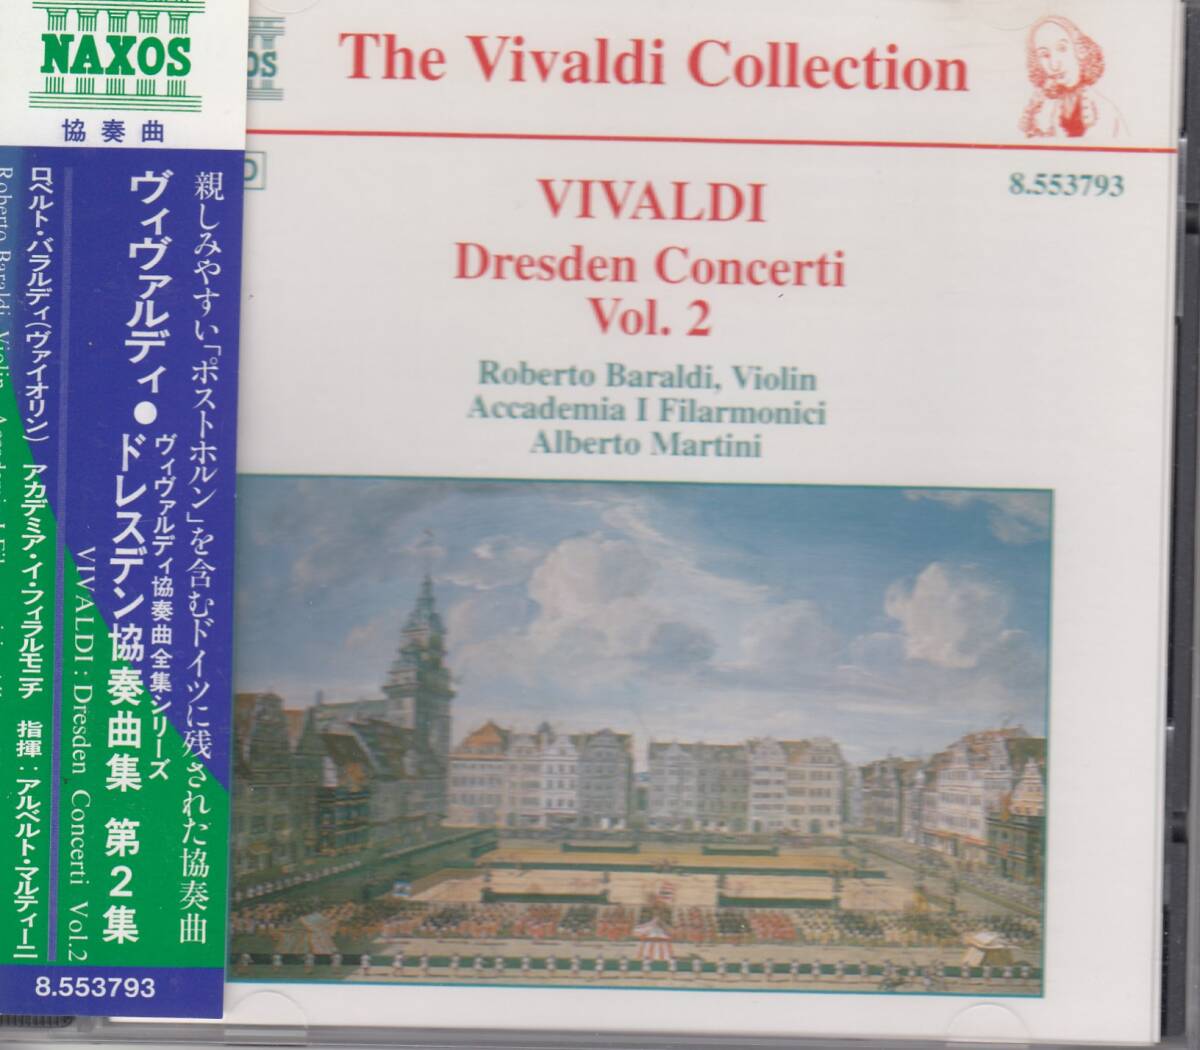 NAXOS
協奏曲
親しみやすい「ポストホルン」を含むドイツに残された協奏曲
ヴィヴァルディ協奏曲全集シリーズ
ヴィヴァルディ●ドレスデン協奏曲集 第2集
VIVALDI : Dresden Concerti Vol.2
ロベルト・バラルディ(ヴァイオリン) アカデミア・イ・フィラルモニチ 指揮:アルベルト・マルティーニ
Roberto Baraldi, Violin
8.553793
The Vivaldi Collection
8.553793
VIVALDI
Dresden Concerti
Vol. 2
Roberto Baraldi, Violin
Accademia I Filarmonici
Alberto Martini